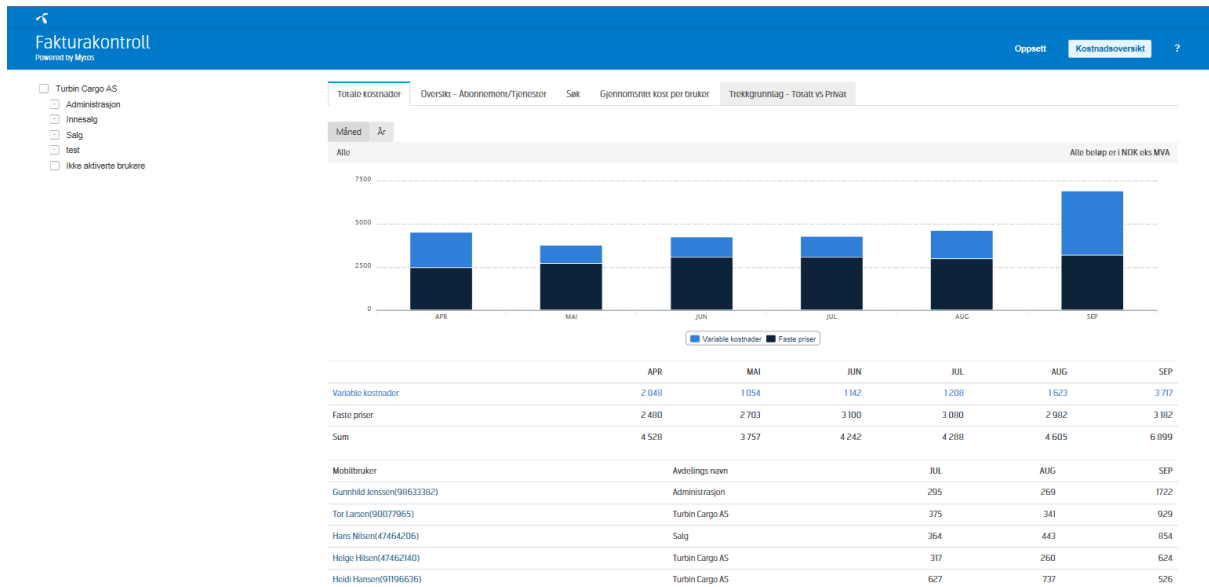 Fakturakontroll
Powered by Mytos
Oppsett Kostnadsoversikt ?
Turbin Cargo AS
Administrasjon
Innesalg
Salg
test
Ikke aktiverte brukere
Totale kostnader Oversikt - Abonnement/Tjenester Søk Gjennomsnitt kost per bruker Trekkgrunnlag - Totalt vs Privat
Måned År
Alle Alle beløp er i NOK eks MVA
7500
5000
2500
0
APR MAI JUN JUL AUG SEP
Variable kostnader Faste priser
APR MAI JUN JUL AUG SEP
Variable kostnader 2 048 1 054 1 142 1 208 1 623 3 717
Faste priser 2 480 2 703 3 100 3 080 2 982 3 182
Sum 4 528 3 757 4 242 4 288 4 605 6 899
Mobilbruker Avdelings navn JUL AUG SEP
Gunnhild Jenssen(98633382) Administrasjon 295 269 1722
Tor Larsen(90077965) Turbin Cargo AS 375 341 929
Hans Nilsen(47464206) Salg 364 443 854
Helge Hilsen(47462140) Turbin Cargo AS 317 260 624
Heidi Hansen(91196636) Turbin Cargo AS 627 737 526